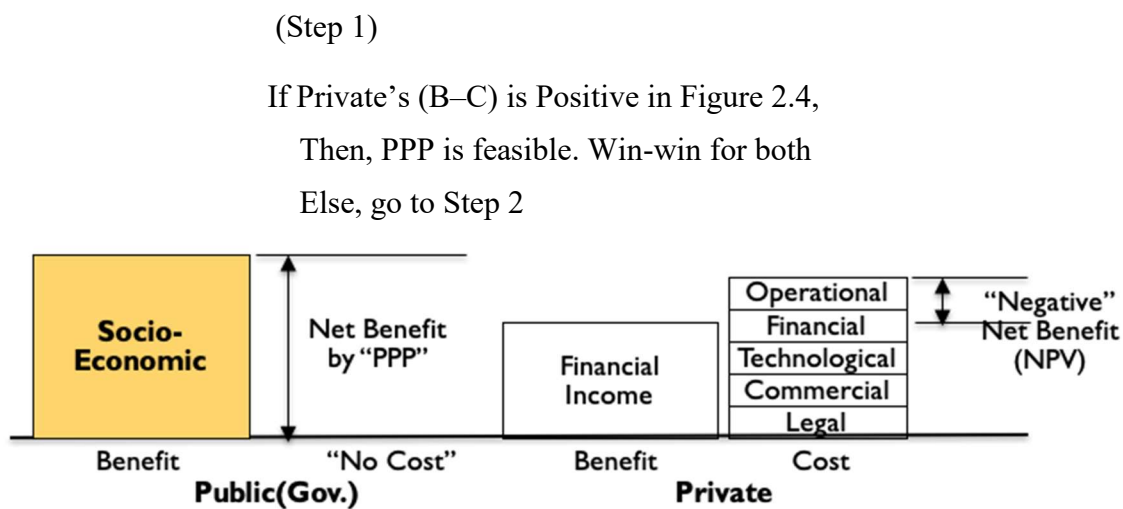 (Step 1)
If Private’s (B–C) is Positive in Figure 2.4,
Then, PPP is feasible. Win-win for both
Else, go to Step 2
Socio-
Economic
Net Benefit
by “PPP”
Financial
Income
Operational
Financial
Technological
Commercial
Legal
“Negative”
Net Benefit
(NPV)
Benefit
“No Cost”
Benefit
Cost
Public(Gov.)
Private